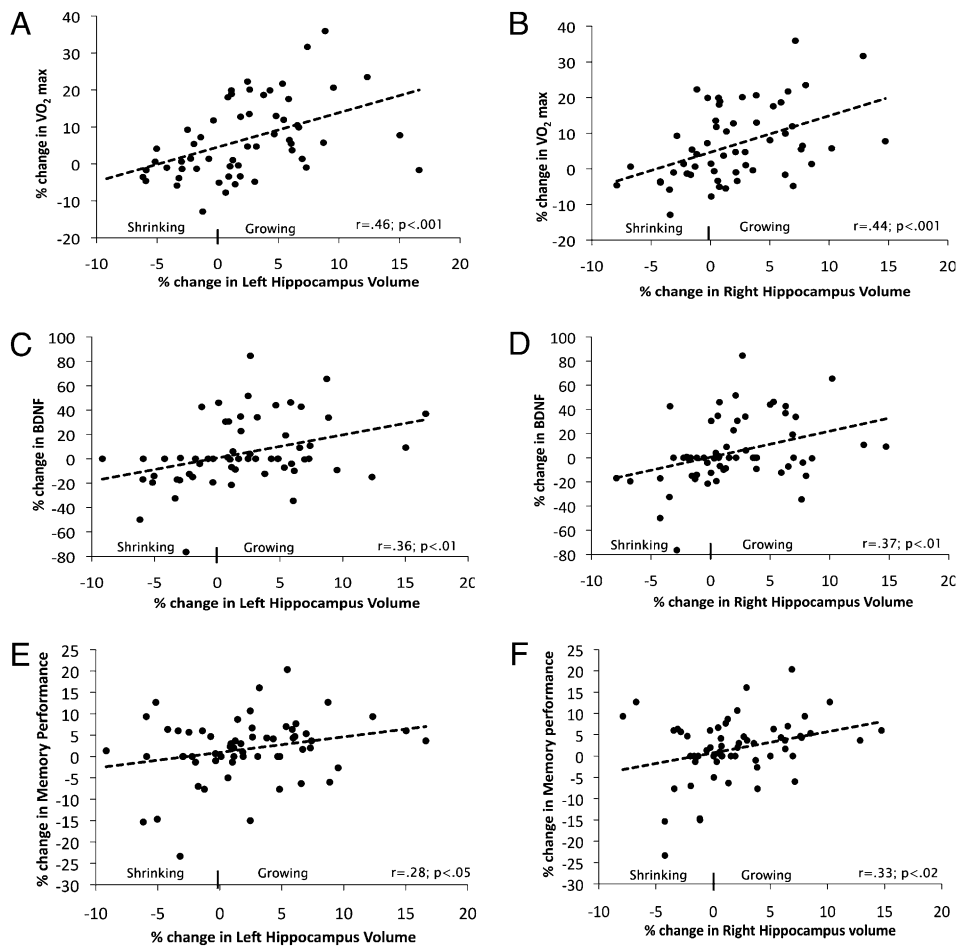 A
40
30
20
10
0
-10
-20
% change in VO2 max
Shrinking
Growing
r=.46; p<.001
-10
-5
0
5
10
15
20
% change in Left Hippocampus Volume
B
40
30
20
10
0
-10
-20
% change in VO2 max
Shrinking
Growing
r=.44; p<.001
-10
-5
0
5
10
15
20
% change in Right Hippocampus Volume
C
100
80
60
40
20
0
-20
-40
-60
-80
% change in BDNF
Shrinking
Growing
r=.36; p<.01
-10
-5
0
5
10
15
20
% change in Left Hippocampus Volume
D
100
80
60
40
20
0
-20
-40
-60
-80
% change in BDNF
Shrinking
Growing
r=.37; p<.01
-10
-5
0
5
10
15
20
% change in Right Hippocampus Volume
E
25
20
15
10
5
0
-5
-10
-15
-20
-25
-30
% change in Memory Performance
Shrinking
Growing
r=.28; p<.05
-10
-5
0
5
10
15
20
% change in Left Hippocampus Volume
F
25
20
15
10
5
0
-5
-10
-15
-20
-25
-30
% change in Memory performance
Shrinking
Growing
r=.33; p<.02
-10
-5
0
5
10
15
20
% change in Right Hippocampus volume